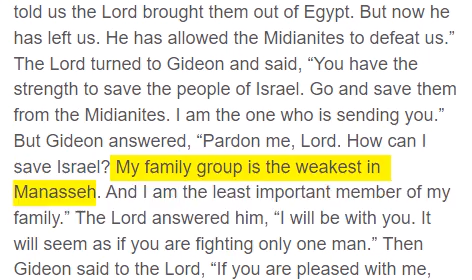 told us the Lord brought them out of Egypt. But now he
has left us. He has allowed the Midianites to defeat us.”
The Lord turned to Gideon and said, “You have the
strength to save the people of Israel. Go and save them
from the Midianites. I am the one who is sending you.”
But Gideon answered, “Pardon me, Lord. How can I
save Israel? My family group is the weakest in
Manasseh. And I am the least important member of my
family.” The Lord answered him, “I will be with you. It
will seem as if you are fighting only one man.” Then
Gideon said to the Lord, “If you are pleased with me,